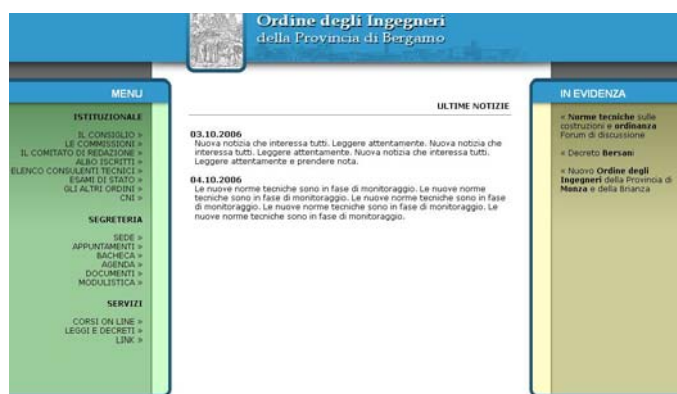 Ordine degli Ingegneri
della Provincia di Bergamo
MENU
ISTITUZIONALE
IL CONSIGLIO »
LE COMMISSIONI »
IL COMITATO DI REDAZIONE »
ALBO ISCRITTI »
ELENCO CONSULENTI TECNICI »
ESAMI DI STATO »
GLI ALTRI ORDINI »
CNI »
SEGRETERIA
SEDE »
APPUNTAMENTI »
BACHECA »
AGENDA »
DOCUMENTI »
MODULISTICA »
SERVIZI
CORSI ON LINE »
LEGGI E DECRETI »
LINK »
ULTIME NOTIZIE
03.10.2006
Nuova notizia che interessa tutti. Leggere attentamente. Nuova notizia che
interessa tutti. Leggere attentamente. Nuova notizia che interessa tutti.
Leggere attentamente e prendere nota.
04.10.2006
Le nuove norme tecniche sono in fase di monitoraggio. Le nuove norme
tecniche sono in fase di monitoraggio. Le nuove norme tecniche sono in fase
di monitoraggio. Le nuove norme tecniche sono in fase di monitoraggio. Le
nuove norme tecniche sono in fase di monitoraggio.
IN EVIDENZA
« Norme tecniche sulle
costruzioni e ordinanza
Forum di discussione
« Decreto Bersani
« Nuovo Ordine degli
Ingegneri della Provincia di
Monza e della Brianza